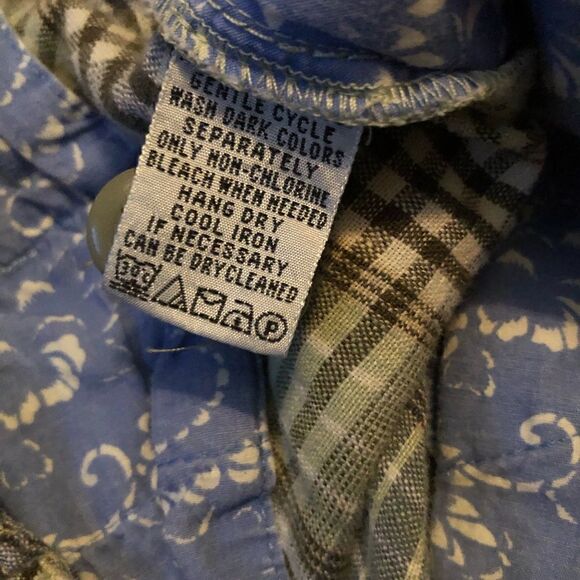 GENTLE CYCLE
WASH DARK COLORS
SEPARATELY
ONLY NON-CHLORINE
BLEACH WHEN NEEDED
HANG DRY
COOL IRON
IF NECESSARY
CAN BE DRYCLEANED
30C P